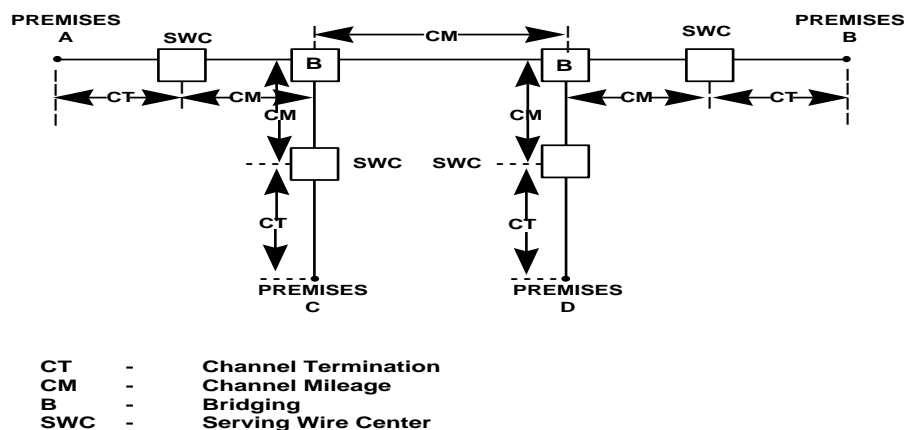 PREMISES
A
SWC
CM
SWC
PREMISES
B
B
B
CT
CM
CM
CM
CM
CT
SWC
SWC
CT
CT
PREMISES
C
PREMISES
D
CT - Channel Termination
CM - Channel Mileage
B - Bridging
SWC - Serving Wire Center